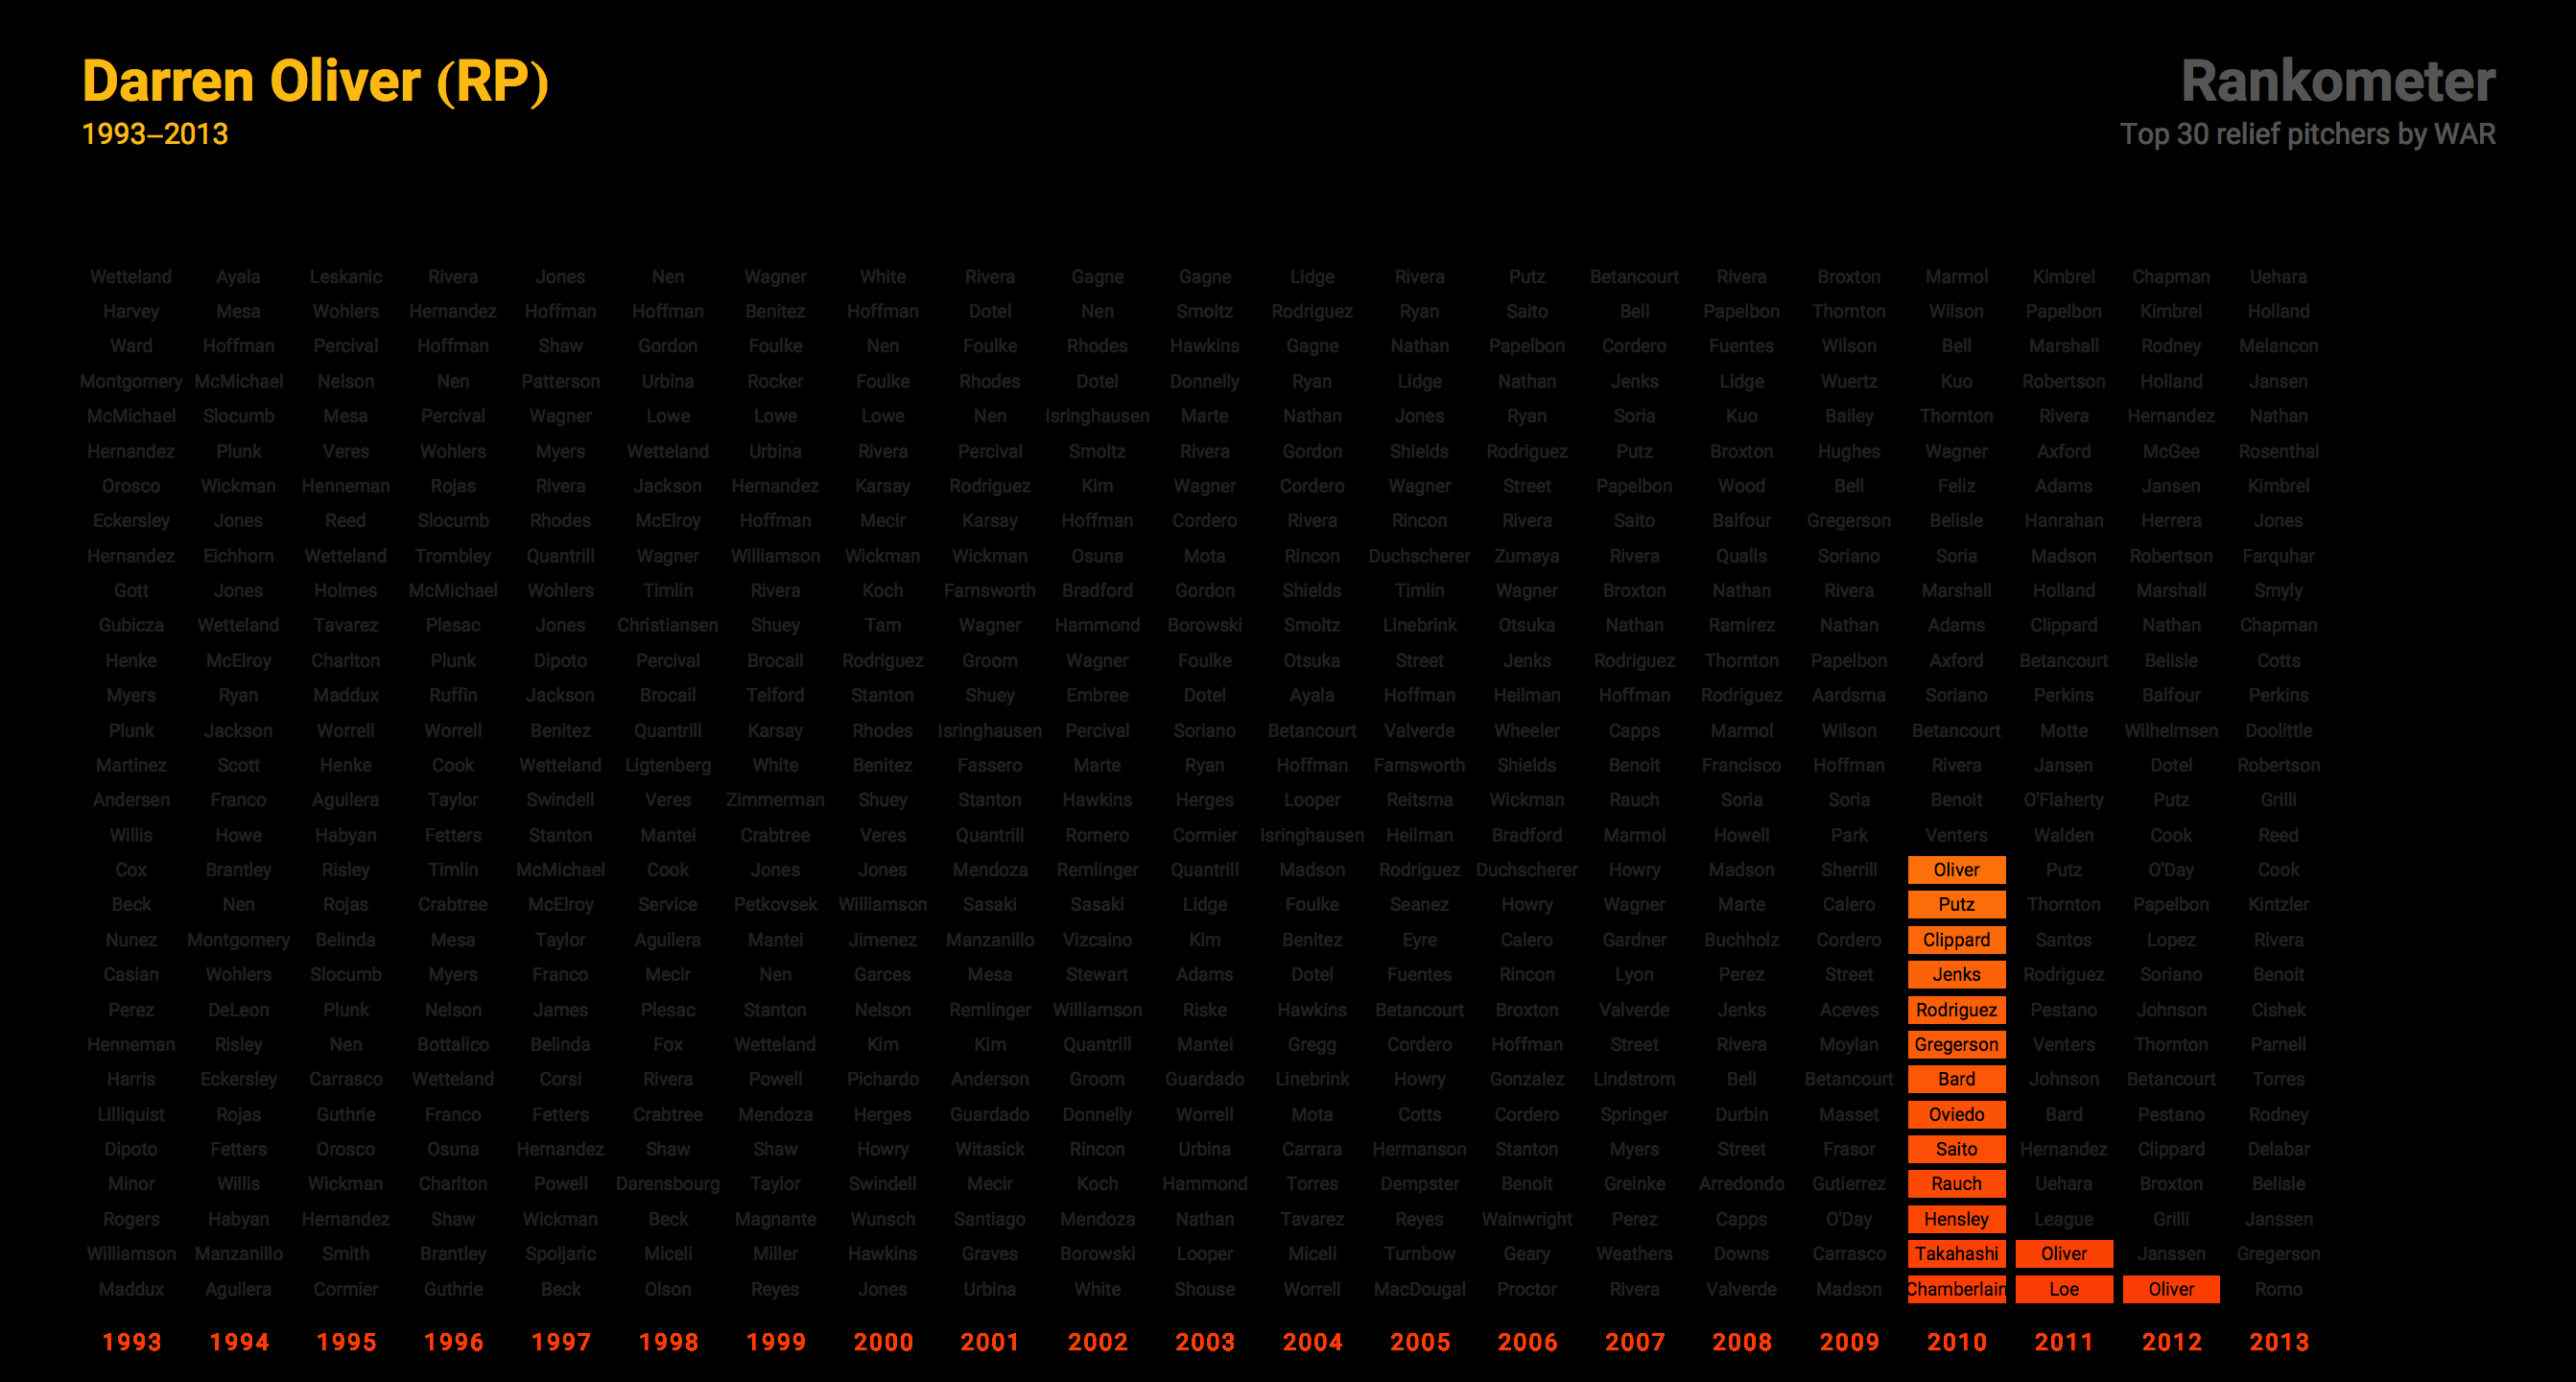 Darren Oliver (RP)
1993–2013
Rankometer
Top 30 relief pitchers by WAR
Wetteland Ayala Leskanic Rivera Jones Nen Wagner White Rivera Gagne Gagne Lidge Rivera Putz Betancourt Rivera Broxton Marmol Kimbrel Chapman Uehara
Harvey Mesa Wohlers Hernandez Hoffman Hoffman Benitez Hoffman Dotel Nen Smoltz Rodriguez Ryan Saito Bell Papelbon Thornton Wilson Papelbon Kimbrel Holland
Ward Hoffman Percival Hoffman Shaw Gordon Foulke Nen Foulke Rhodes Hawkins Gagne Nathan Papelbon Cordero Fuentes Wilson Bell Marshall Rodney Melancon
Montgomery McMichael Nelson Nen Patterson Urbina Rocker Foulke Rhodes Dotel Donnelly Ryan Lidge Nathan Jenks Lidge Wuertz Kuo Robertson Holland Jansen
McMichael Slocumb Mesa Percival Wagner Lowe Lowe Lowe Nen Isringhausen Marte Nathan Jones Ryan Soria Kuo Bailey Thornton Rivera Hernandez Nathan
Hernandez Plunk Veres Wohlers Myers Wetteland Urbina Rivera Percival Smoltz Rivera Gordon Shields Rodriguez Putz Broxton Hughes Wagner Axford McGee Rosenthal
Orosco Wickman Henneman Rojas Rivera Jackson Hernandez Karsay Rodriguez Kim Wagner Cordero Wagner Street Papelbon Wood Bell Feliz Adams Jansen Kimbrel
Eckersley Jones Reed Slocumb Rhodes McElroy Hoffman Mecir Karsay Hoffman Cordero Rivera Rincon Rivera Saito Balfour Gregerson Belisle Hanrahan Herrera Jones
Hernandez Eichhorn Wetteland Trombley Quantrill Wagner Williamson Wickman Wickman Osuna Mota Rincon Duchscherer Zumaya Rivera Qualls Soriano Soria Madson Robertson Farquhar
Gott Jones Holmes McMichael Wohlers Timlin Rivera Koch Farnsworth Bradford Gordon Shields Timlin Wagner Broxton Nathan Rivera Marshall Holland Marshall Smyly
Gubicza Wetteland Tavarez Plesac Jones Christiansen Shuey Tam Wagner Hammond Borowski Smoltz Linebrink Otsuka Nathan Ramirez Nathan Adams Clippard Nathan Chapman
Henke McElroy Charlton Plunk Dipoto Percival Brocail Rodriguez Groom Wagner Foulke Otsuka Street Jenks Rodriguez Thornton Papelbon Axford Betancourt Belisle Cotts
Myers Ryan Maddux Ruffin Jackson Brocail Telford Stanton Shuey Embree Dotel Ayala Hoffman Heilman Hoffman Rodriguez Aardsma Soriano Perkins Balfour Perkins
Plunk Jackson Worrell Worrell Benitez Quantrill Karsay Rhodes Isringhausen Percival Soriano Betancourt Valverde Wheeler Capps Marmol Wilson Betancourt Motte Wilhelmsen Doolittle
Martinez Scott Henke Cook Wetteland Ligtenberg White Benitez Fassero Marte Ryan Hoffman Farnsworth Shields Benoit Francisco Hoffman Rivera Jansen Dotel Robertson
Andersen Franco Aguilera Taylor Swindell Veres Zimmerman Shuey Stanton Hawkins Herges Looper Reitsma Wickman Rauch Soria Soria Benoit O'Flaherty Putz Grilli
Willis Howe Habyan Fetters Stanton Mantei Crabtree Veres Quantrill Romero Cormier Isringhausen Heilman Bradford Marmol Howell Park Venters Walden Cook Reed
Cox Brantley Risley Timlin McMichael Cook Jones Jones Mendoza Remlinger Quantrill Madson Rodriguez Duchscherer Howry Madson Sherrill Oliver Putz O'Day Cook
Beck Nen Rojas Crabtree McElroy Service Petkovsek Williamson Sasaki Sasaki Lidge Foulke Seanez Howry Wagner Marte Calero Putz Thornton Papelbon Kintzler
Nunez Montgomery Belinda Mesa Taylor Aguilera Mantei Jimenez Manzanillo Vizcaino Kim Benitez Eyre Calero Gardner Buchholz Cordero Clippard Santos Lopez Rivera
Casian Wohlers Slocumb Myers Franco Mecir Nen Garces Mesa Stewart Adams Dotel Fuentes Rincon Lyon Perez Street Jenks Rodriguez Soriano Benoit
Perez DeLeon Plunk Nelson James Plesac Stanton Nelson Remlinger Williamson Riske Hawkins Betancourt Broxton Valverde Jenks Aceves Rodriguez Pestano Johnson Cishek
Henneman Risley Nen Bottalico Belinda Fox Wetteland Kim Kim Quantrill Mantei Gregg Cordero Hoffman Street Rivera Moylan Gregerson Venters Thornton Parnell
Harris Eckersley Carrasco Wetteland Corsi Rivera Powell Pichardo Anderson Groom Guardado Linebrink Howry Gonzalez Lindstrom Bell Betancourt Bard Johnson Betancourt Torres
Lilliquist Rojas Guthrie Franco Fetters Crabtree Mendoza Herges Guardado Donnelly Worrell Mota Cotts Cordero Springer Durbin Masset Oviedo Bard Pestano Rodney
Dipoto Fetters Orosco Osuna Hernandez Shaw Shaw Howry Witasick Rincon Urbina Carrara Hermanson Stanton Myers Street Frasor Saito Hernandez Clippard Delabar
Minor Willis Wickman Charlton Powell Darensbourg Taylor Swindell Mecir Koch Hammond Torres Dempster Benoit Greinke Arredondo Gutierrez Rauch Uehara Broxton Belisle
Rogers Habyan Hernandez Shaw Wickman Beck Magnante Wunsch Santiago Mendoza Nathan Tavarez Reyes Wainwright Perez Capps O'Day Hensley League Grilli Janssen
Williamson Manzanillo Smith Brantley Spoljaric Miceli Miller Hawkins Graves Borowski Looper Miceli Turnbow Geary Weathers Downs Carrasco Takahashi Oliver Janssen Gregerson
Maddux Aguilera Cormier Guthrie Beck Olson Reyes Jones Urbina White Shouse Worrell MacDougal Proctor Rivera Valverde Madson Chamberlain Loe Oliver Romo
1993 1994 1995 1996 1997 1998 1999 2000 2001 2002 2003 2004 2005 2006 2007 2008 2009 2010 2011 2012 2013